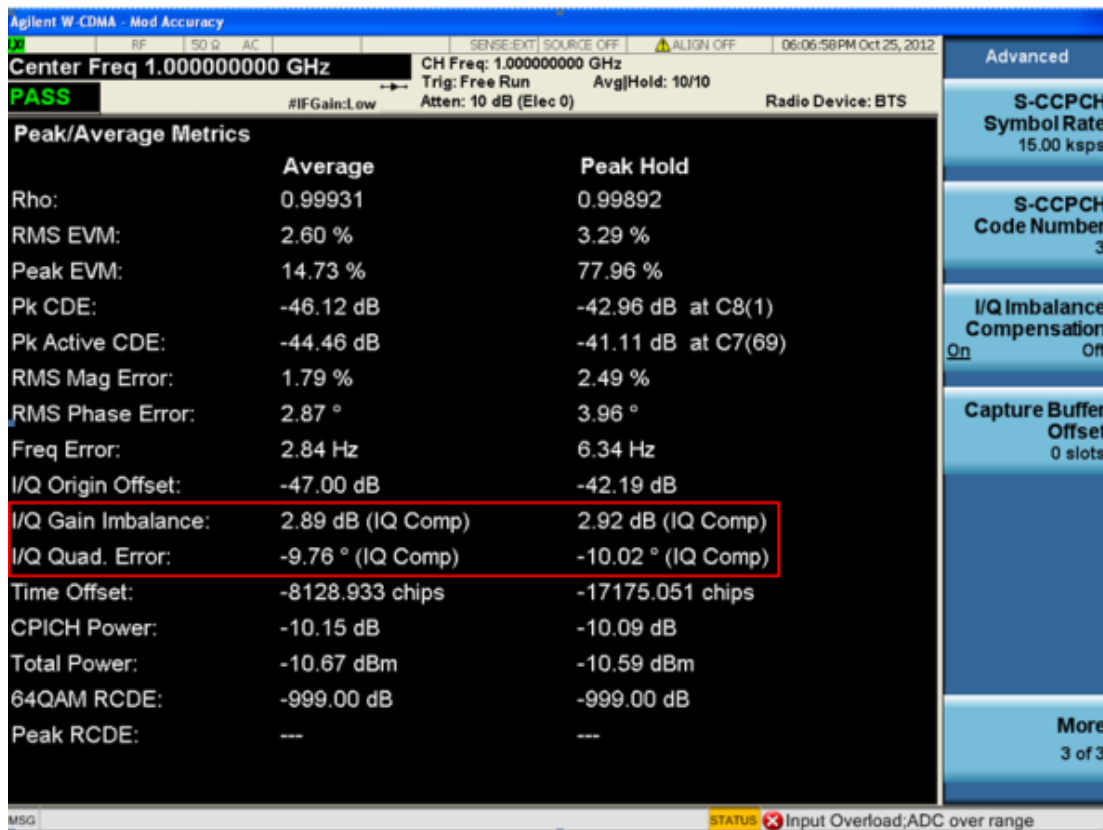 Agilent W-CDMA - Mod Accuracy
LXI RF 50 Ω AC SENSE:EXT SOURCE OFF ALIGN OFF 06:06:58PM Oct 25, 2012
Center Freq 1.000000000 GHz
CH Freq: 1.000000000 GHz
Trig: Free Run Avg|Hold: 10/10
PASS #IFGain:Low Atten: 10 dB (Elec 0) Radio Device: BTS
Peak/Average Metrics
Average Peak Hold
Rho: 0.99931 0.99892
RMS EVM: 2.60 % 3.29 %
Peak EVM: 14.73 % 77.96 %
Pk CDE: -46.12 dB -42.96 dB at C8(1)
Pk Active CDE: -44.46 dB -41.11 dB at C7(69)
RMS Mag Error: 1.79 % 2.49 %
RMS Phase Error: 2.87 ° 3.96 °
Freq Error: 2.84 Hz 6.34 Hz
I/Q Origin Offset: -47.00 dB -42.19 dB
I/Q Gain Imbalance: 2.89 dB (IQ Comp) 2.92 dB (IQ Comp)
I/Q Quad. Error: -9.76 ° (IQ Comp) -10.02 ° (IQ Comp)
Time Offset: -8128.933 chips -17175.051 chips
CPICH Power: -10.15 dB -10.09 dB
Total Power: -10.67 dBm -10.59 dBm
64QAM RCDE: -999.00 dB -999.00 dB
Peak RCDE: --- ---
Advanced
S-CCPCH
Symbol Rate
15.00 ksps
S-CCPCH
Code Number
3
I/Q Imbalance
Compensation
On Off
Capture Buffer
Offset
0 slots
More
3 of 3
MSG STATUS Input Overload;ADC over range